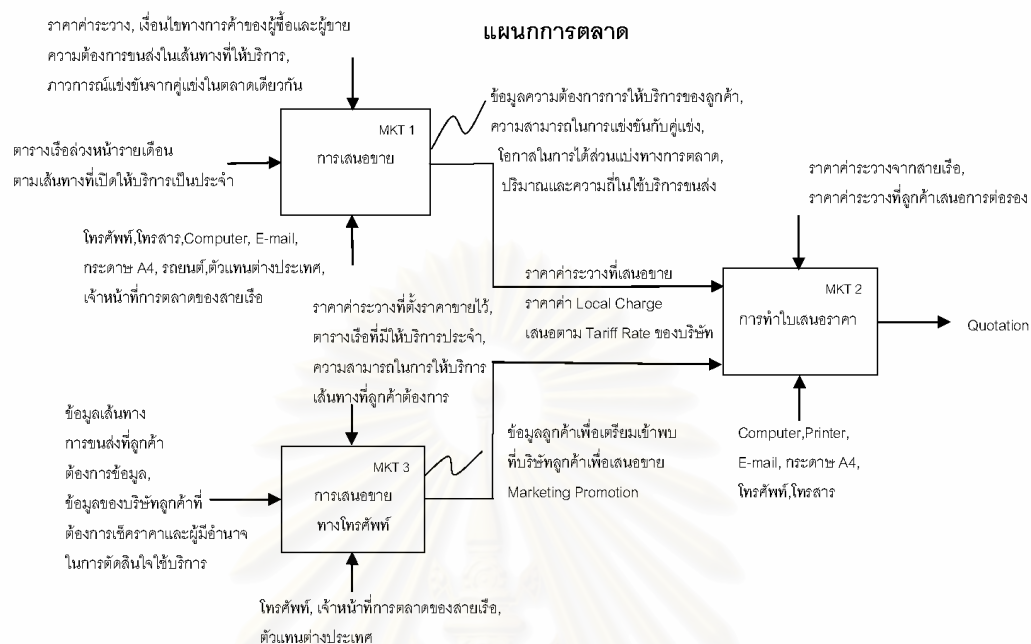 แผนกการตลาด
ราคาค่าระวาง, เงื่อนไขทางการค้าของผู้ซื้อและผู้ขาย
ความต้องการขนส่งในเส้นทางที่ให้บริการ,
ภาวการณ์แข่งขันจากคู่แข่งในตลาดเดียวกัน
MKT 1
การเสนอขาย
ข้อมูลความต้องการการให้บริการของลูกค้า,
ความสามารถในการแข่งขันกับคู่แข่ง,
โอกาสในการได้ส่วนแบ่งทางการตลาด,
ปริมาณและความถี่ในใช้บริการขนส่ง
ตารางเรือล่วงหน้ารายเดือน
ตามเส้นทางที่เปิดให้บริการเป็นประจำ
โทรศัพท์,โทรสาร,Computer, E-mail,
กระดาษ A4, รถยนต์,ตัวแทนต่างประเทศ,
เจ้าหน้าที่การตลาดของสายเรือ
ราคาค่าระวางจากสายเรือ,
ราคาค่าระวางที่ลูกค้าเสนอการต่อรอง
ราคาค่าระวางที่เสนอขาย
ราคาค่า Local Charge
เสนอตาม Tariff Rate ของบริษัท
MKT 2
การทำใบเสนอราคา
Quotation
Computer,Printer,
E-mail, กระดาษ A4,
โทรศัพท์,โทรสาร
ราคาค่าระวางที่ตั้งราคาขายไว้,
ตารางเรือที่มีให้บริการประจำ,
ความสามารถในการให้บริการ
เส้นทางที่ลูกค้าต้องการ
ข้อมูลเส้นทาง
การขนส่งที่ลูกค้า
ต้องการข้อมูล,
ข้อมูลของบริษัทลูกค้าที่
ต้องการเช็คราคาและผู้มีอำนาจ
ในการตัดสินใจใช้บริการ
MKT 3
การเสนอขาย
ทางโทรศัพท์
ข้อมูลลูกค้าเพื่อเตรียมเข้าพบ
ที่บริษัทลูกค้าเพื่อเสนอขาย
Marketing Promotion
โทรศัพท์, เจ้าหน้าที่การตลาดของสายเรือ,
ตัวแทนต่างประเทศ